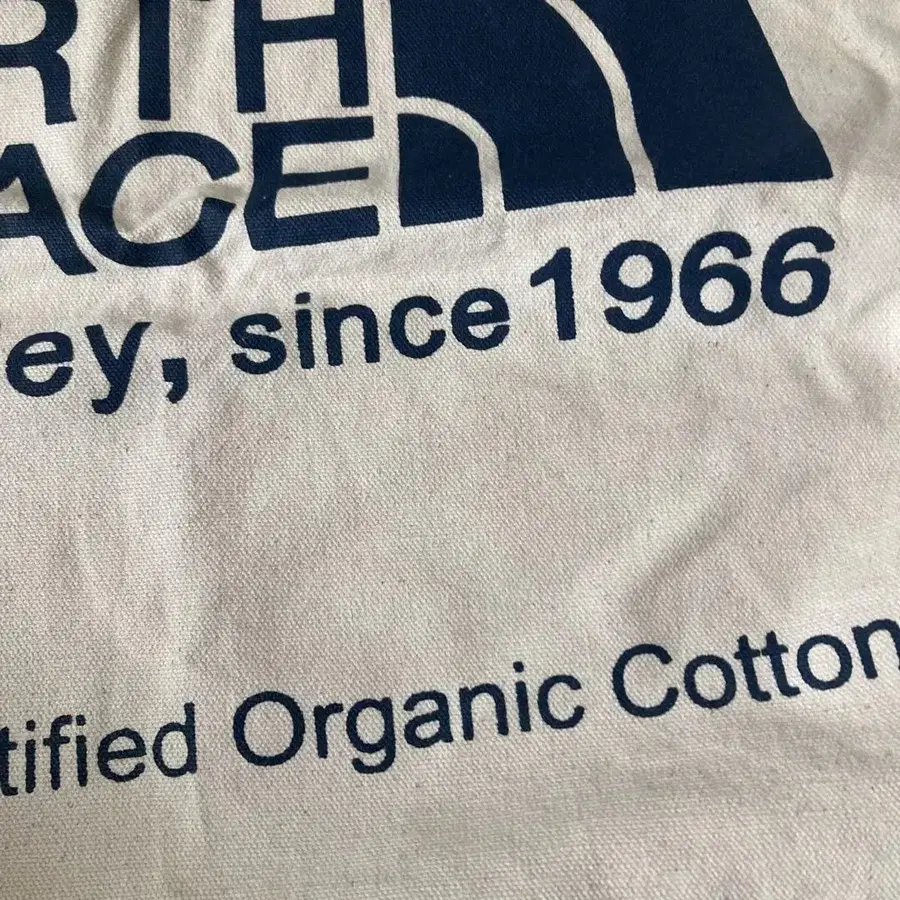 RTH
ACE
ey, since 1966
tified Organic Cotton